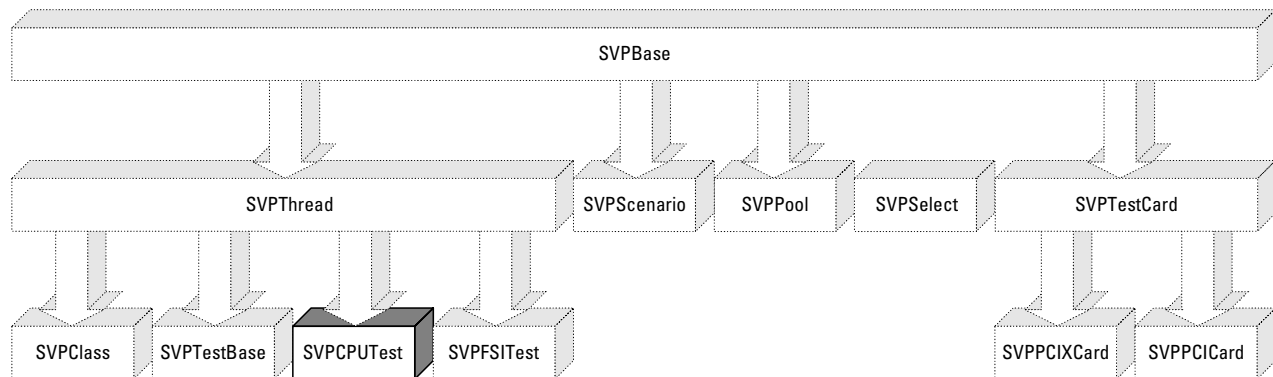 SVPBase
SVPThread
SVPScenario
SVPPool
SVPSelect
SVPTestCard
SVPClass
SVPTestBase
SVPCPUTest
SVPFSITest
SVPPCIXCard
SVPPCICard